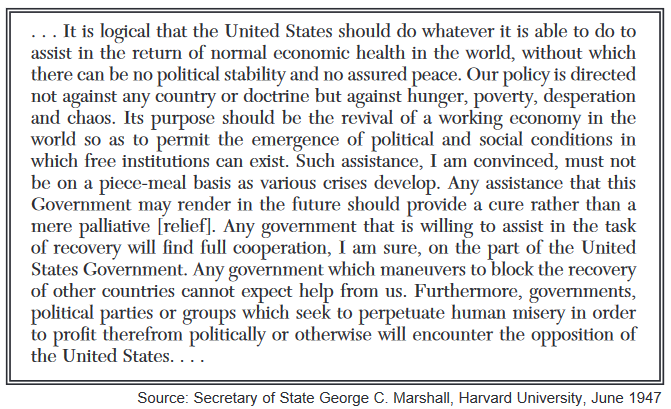 . . . It is logical that the United States should do whatever it is able to do to
assist in the return of normal economic health in the world, without which
there can be no political stability and no assured peace. Our policy is directed
not against any country or doctrine but against hunger, poverty, desperation
and chaos. Its purpose should be the revival of a working economy in the
world so as to permit the emergence of political and social conditions in
which free institutions can exist. Such assistance, I am convinced, must not
be on a piece-meal basis as various crises develop. Any assistance that this
Government may render in the future should provide a cure rather than a
mere palliative [relief]. Any government that is willing to assist in the task
of recovery will find full cooperation, I am sure, on the part of the United
States Government. Any government which maneuvers to block the recovery
of other countries cannot expect help from us. Furthermore, governments,
political parties or groups which seek to perpetuate human misery in order
to profit therefrom politically or otherwise will encounter the opposition of
the United States. . . .
Source: Secretary of State George C. Marshall, Harvard University, June 1947